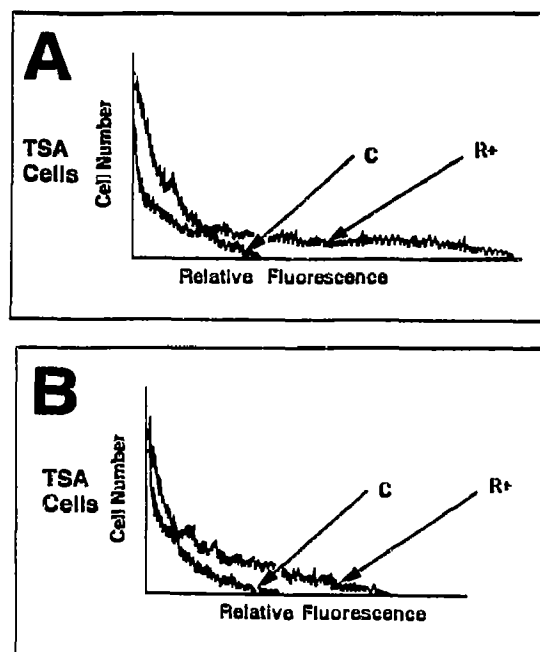 A
TSA
Cells
Cell Number
C
R+
Relative Fluorescence
B
TSA
Cells
Cell Number
C
R+
Relative Fluorescence